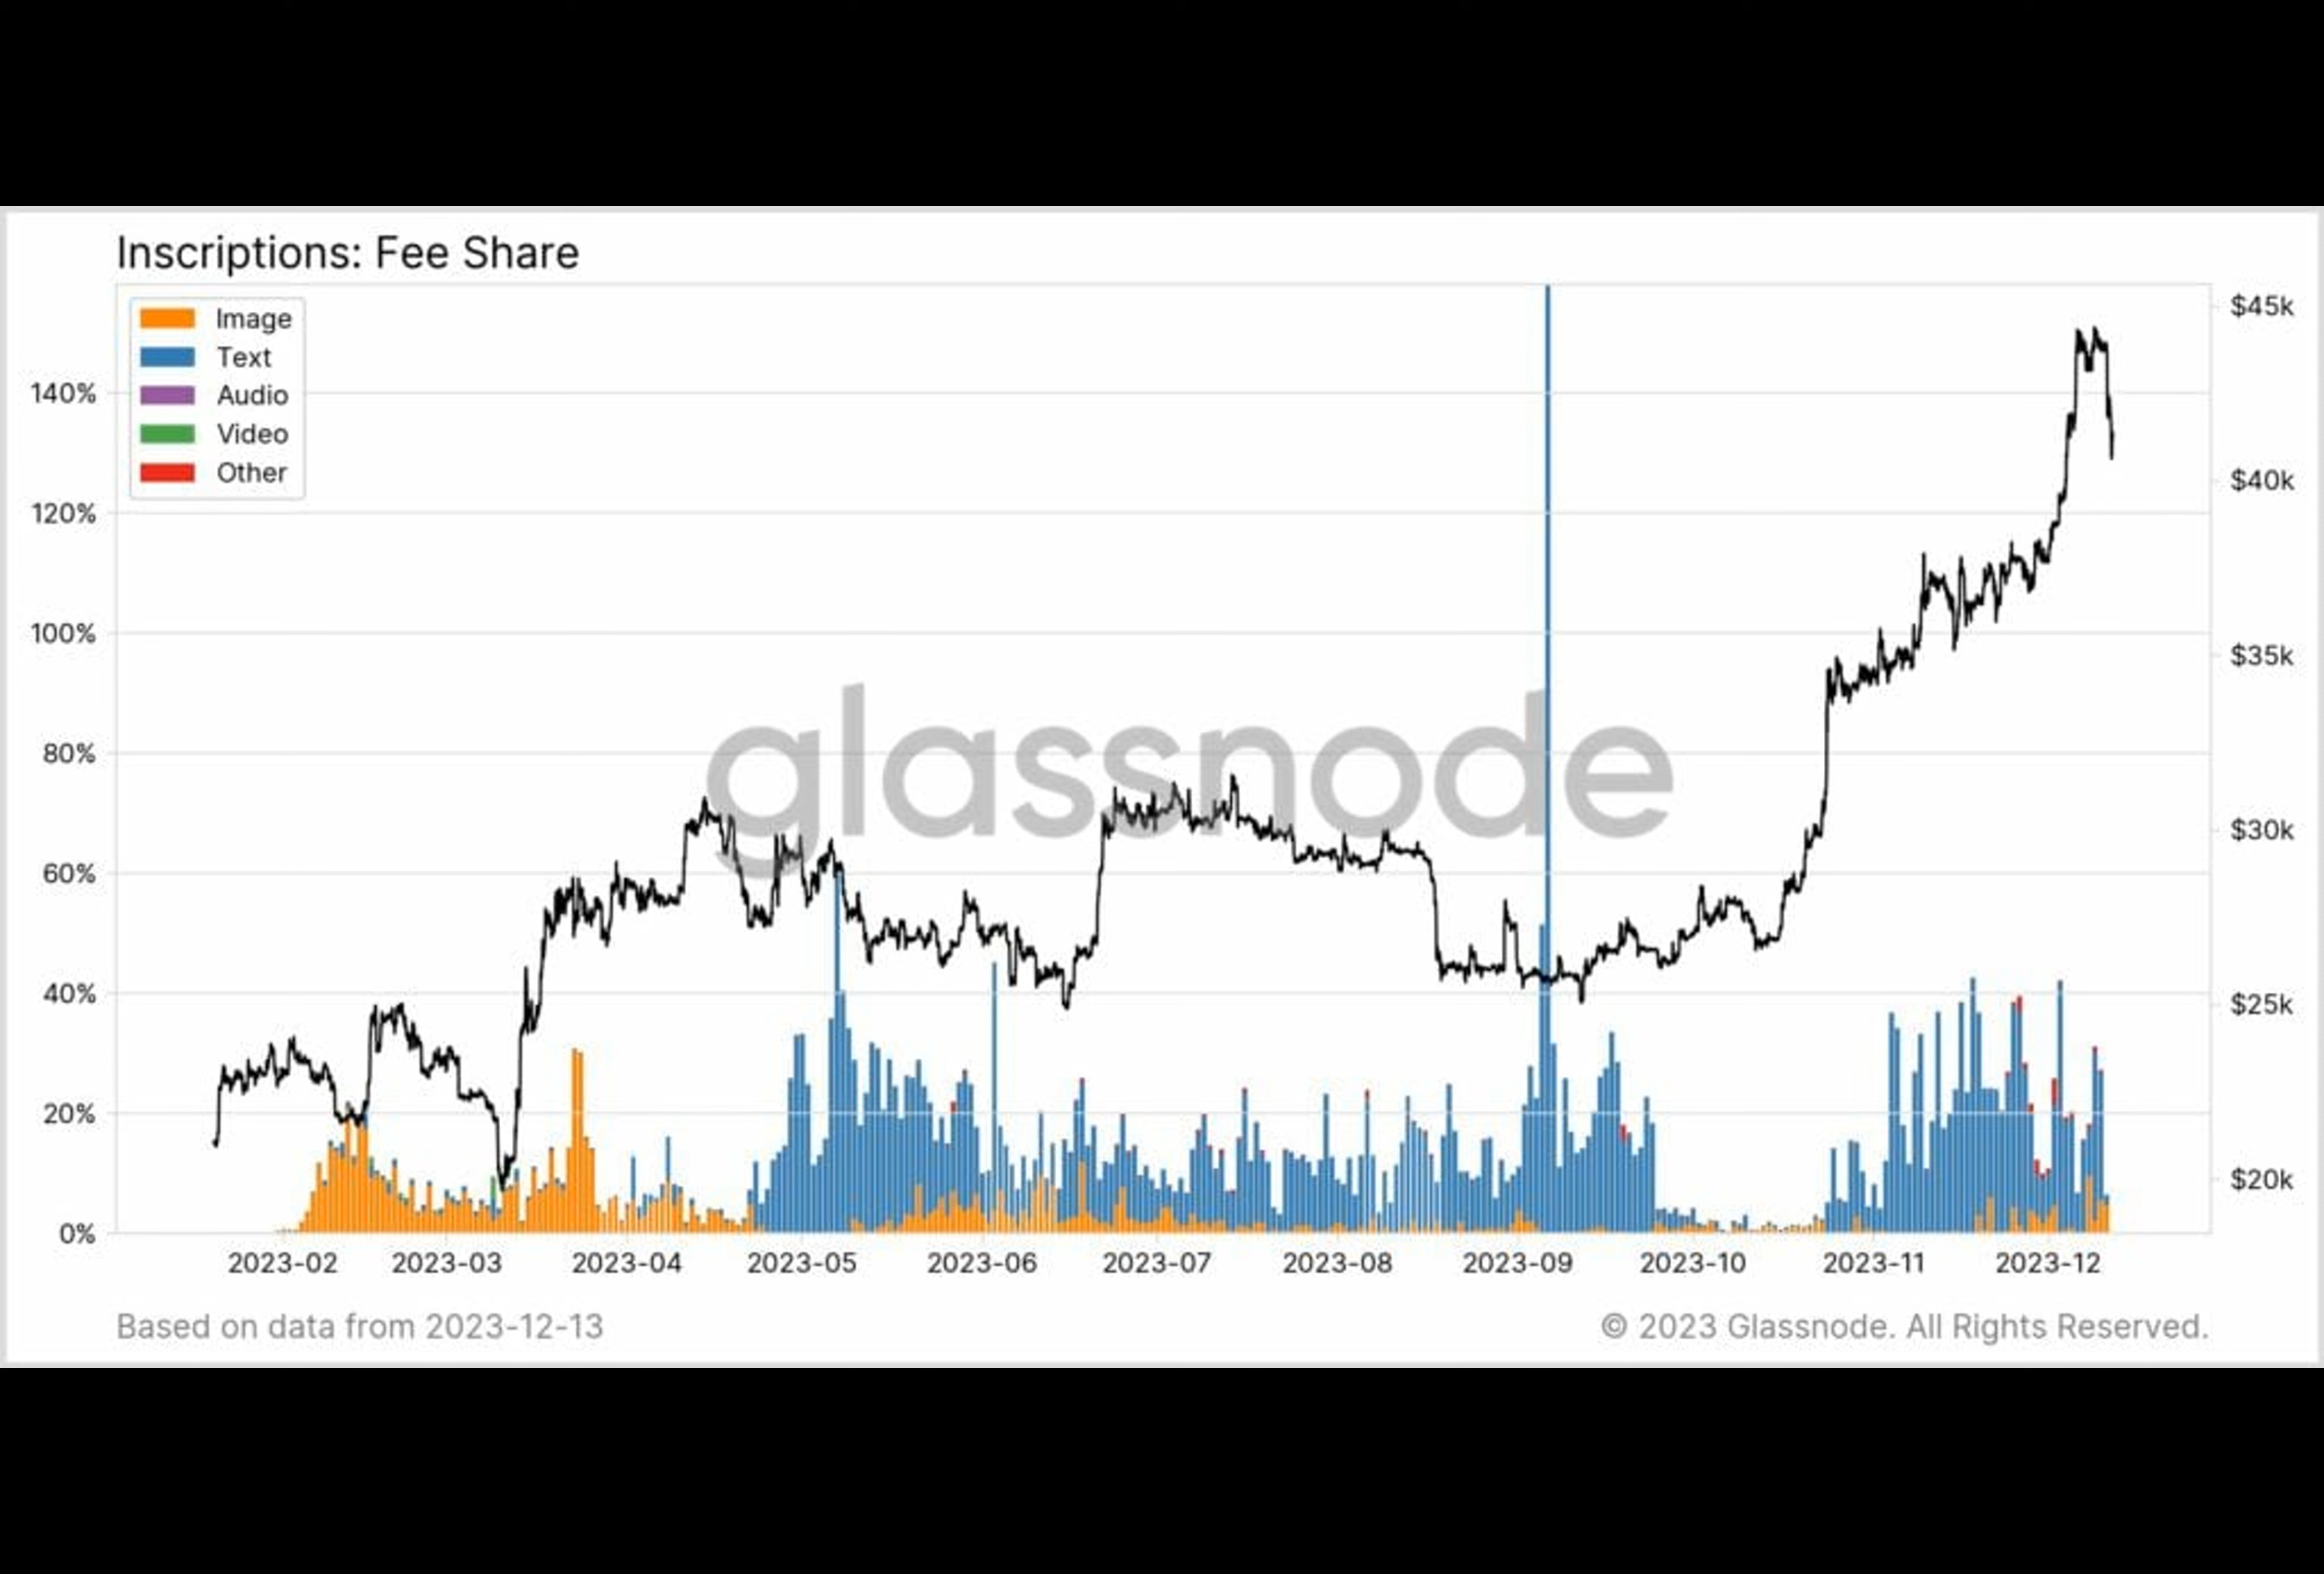 Inscriptions: Fee Share
Image
Text
Audio
Video
Other
140%
120%
100%
80%
60%
40%
20%
0%
$45k
$40k
$35k
$30k
$25k
$20k
glassnode
2023-02 2023-03 2023-04 2023-05 2023-06 2023-07 2023-08 2023-09 2023-10 2023-11 2023-12
Based on data from 2023-12-13
© 2023 Glassnode. All Rights Reserved.